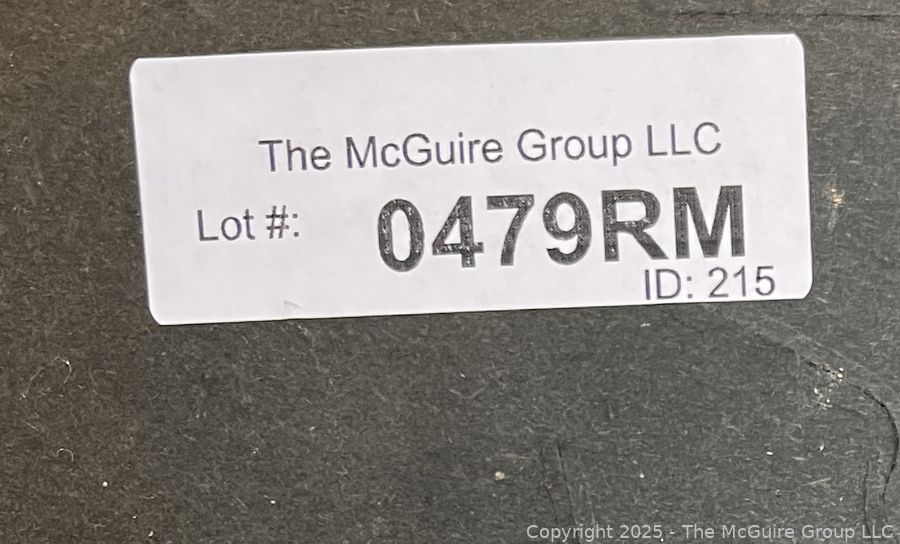 The McGuire Group LLC
Lot #: 0479RM
ID: 215
Copyright 2025 - The McGuire Group LLC